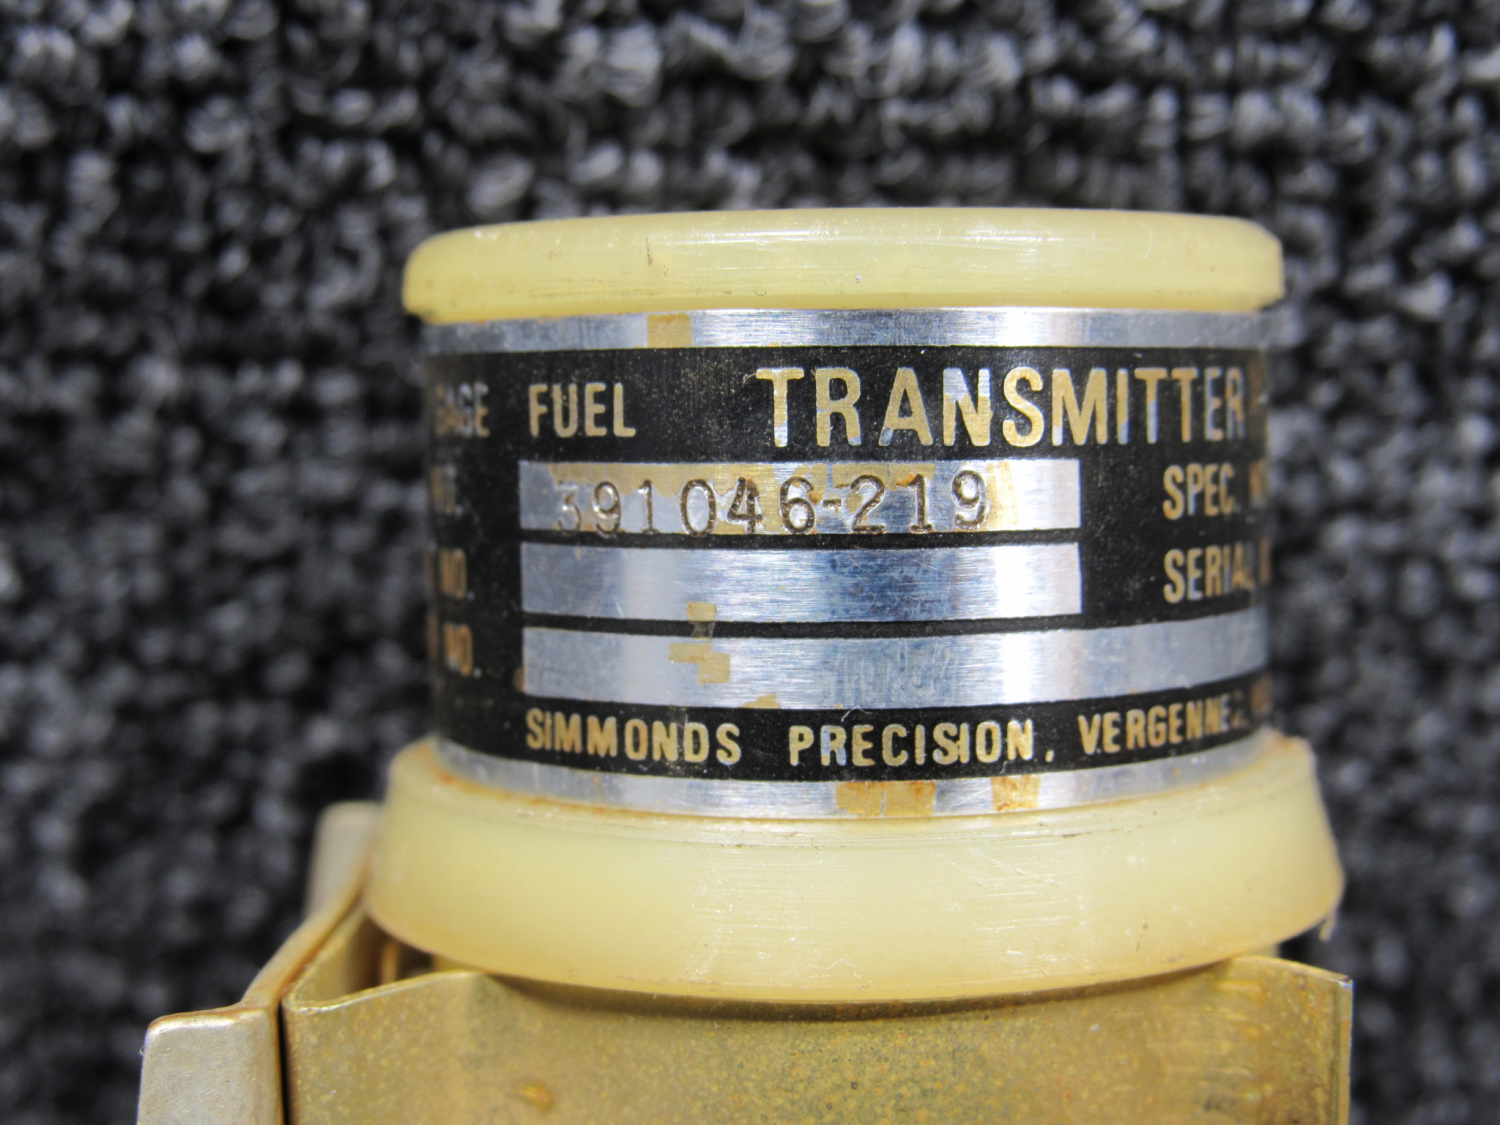 GAGE FUEL TRANSMITTER
391046-219 SPEC.
NO. SERIAL
NO.
SIMMONDS PRECISION, VERGENNE